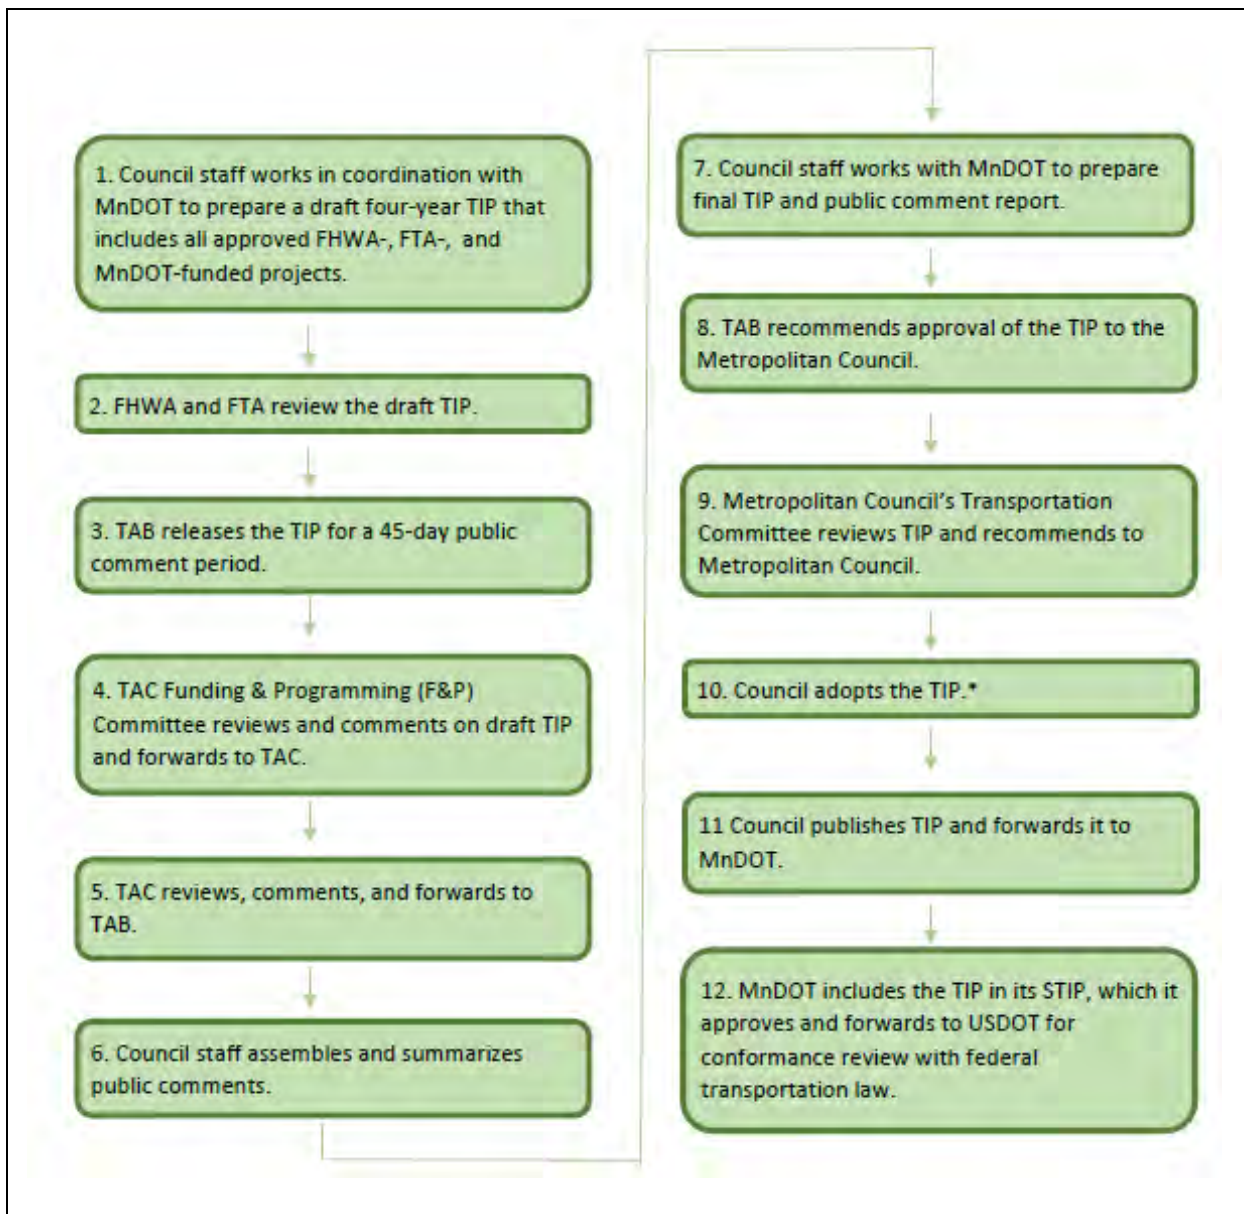 1. Council staff works in coordination with
MnDOT to prepare a draft four-year TIP that
includes all approved FHWA-, FTA-, and
MnDOT-funded projects.
2. FHWA and FTA review the draft TIP.
3. TAB releases the TIP for a 45-day public
comment period.
4. TAC Funding & Programming (F&P)
Committee reviews and comments on draft TIP
and forwards to TAC.
5. TAC reviews, comments, and forwards to
TAB.
6. Council staff assembles and summarizes
public comments.
7. Council staff works with MnDOT to prepare
final TIP and public comment report.
8. TAB recommends approval of the TIP to the
Metropolitan Council.
9. Metropolitan Council’s Transportation
Committee reviews TIP and recommends to
Metropolitan Council.
10. Council adopts the TIP.*
11 Council publishes TIP and forwards it to
MnDOT.
12. MnDOT includes the TIP in its STIP, which it
approves and forwards to USDOT for
conformance review with federal
transportation law.